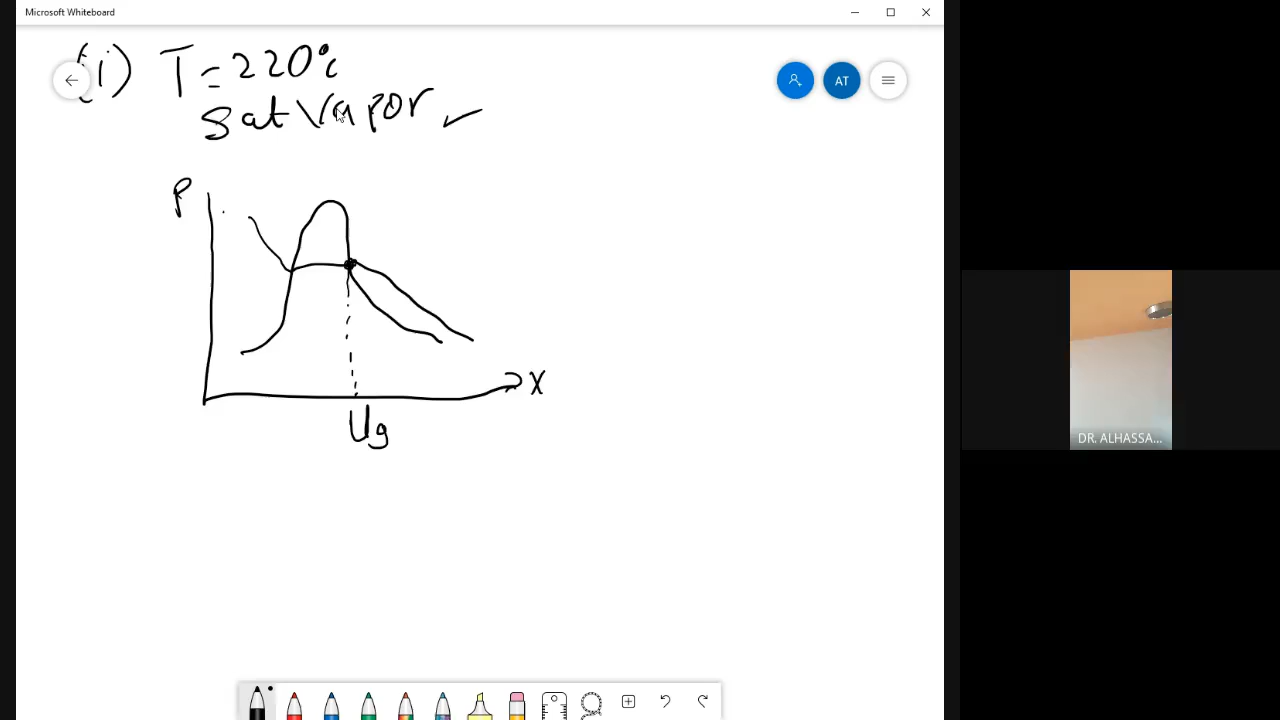 Microsoft Whiteboard
(i) T = 220°c
Sat Vapor ✓
AT
P
x
Ug
DR. ALHASSA...